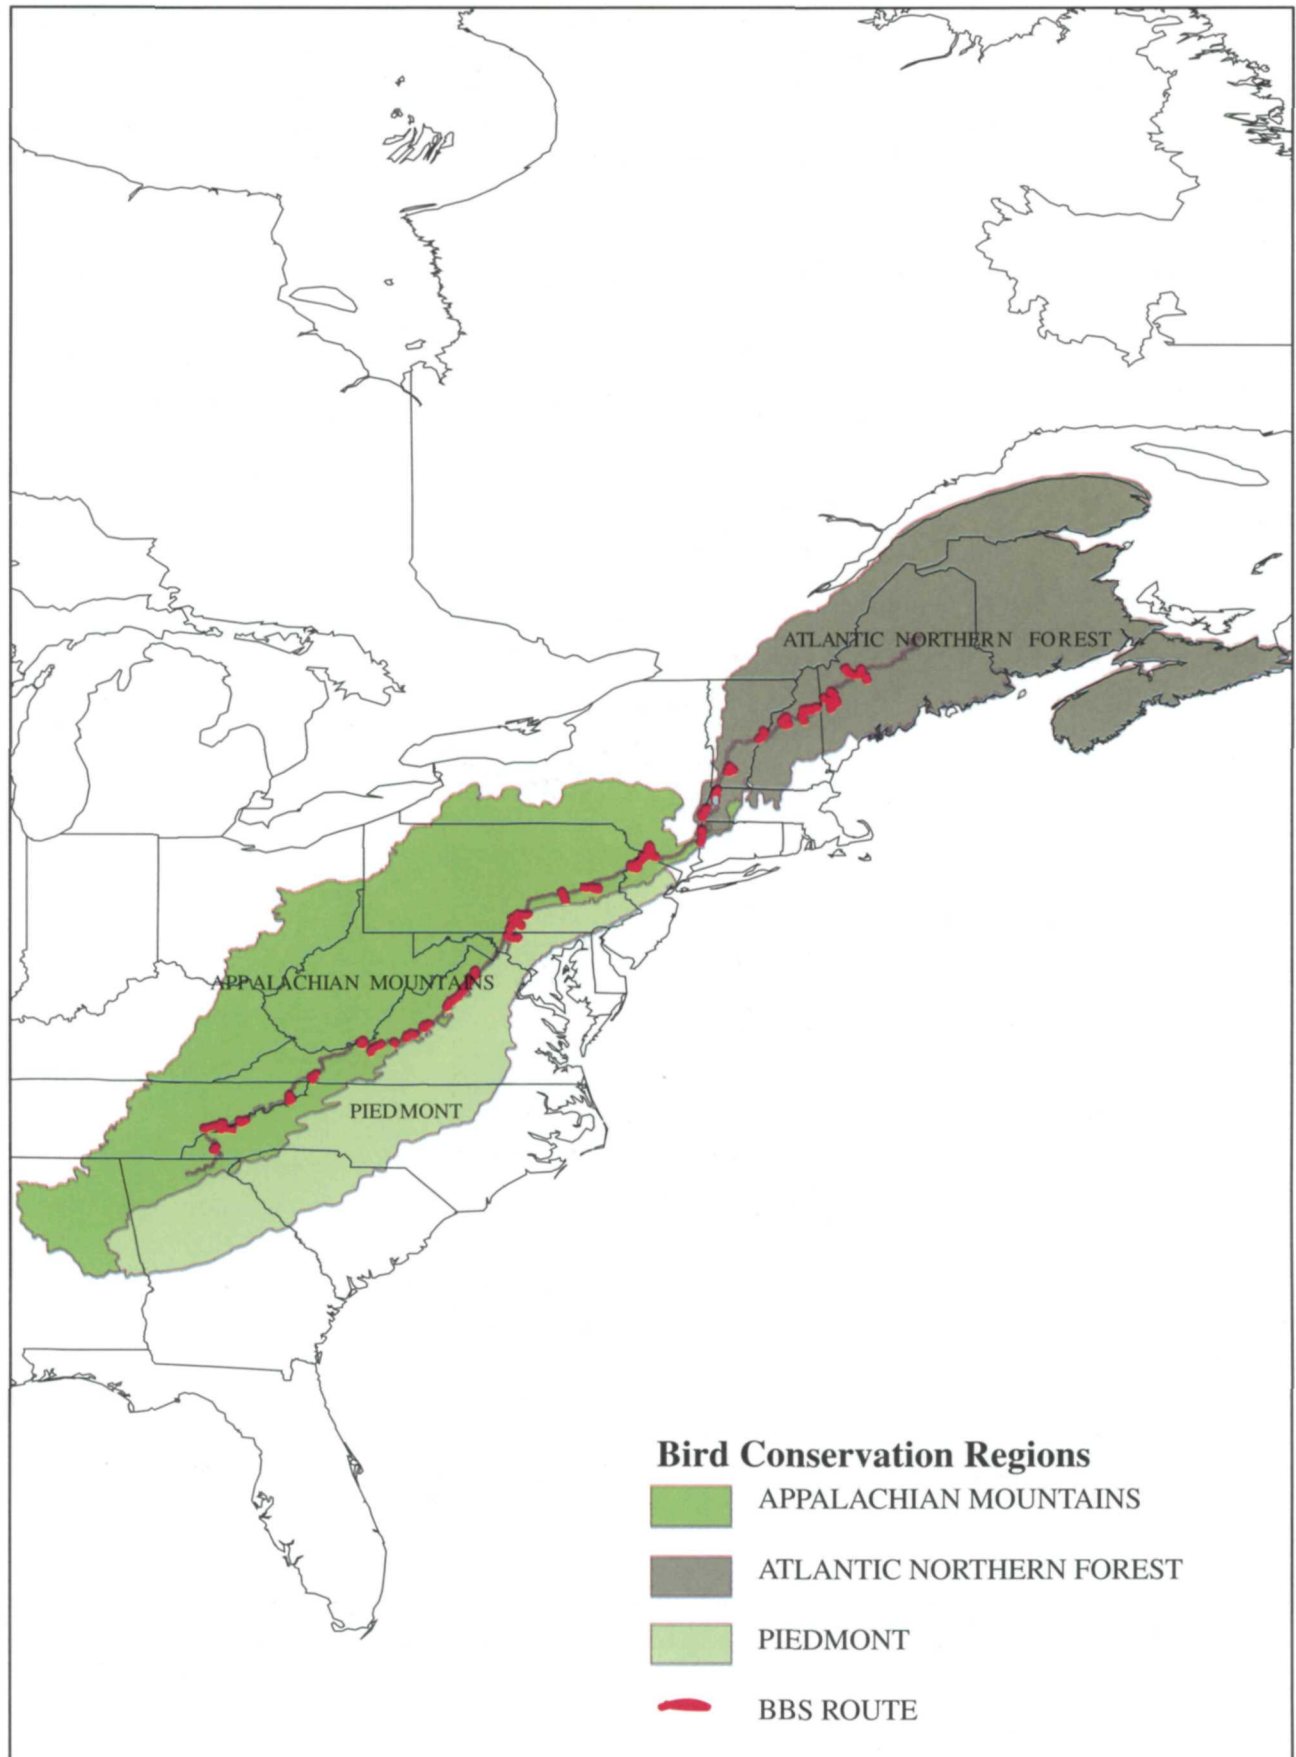 ATLANTIC NORTHERN FOREST
APPALACHIAN MOUNTAINS
PIEDMONT
Bird Conservation Regions
APPALACHIAN MOUNTAINS
ATLANTIC NORTHERN FOREST
PIEDMONT
BBS ROUTE